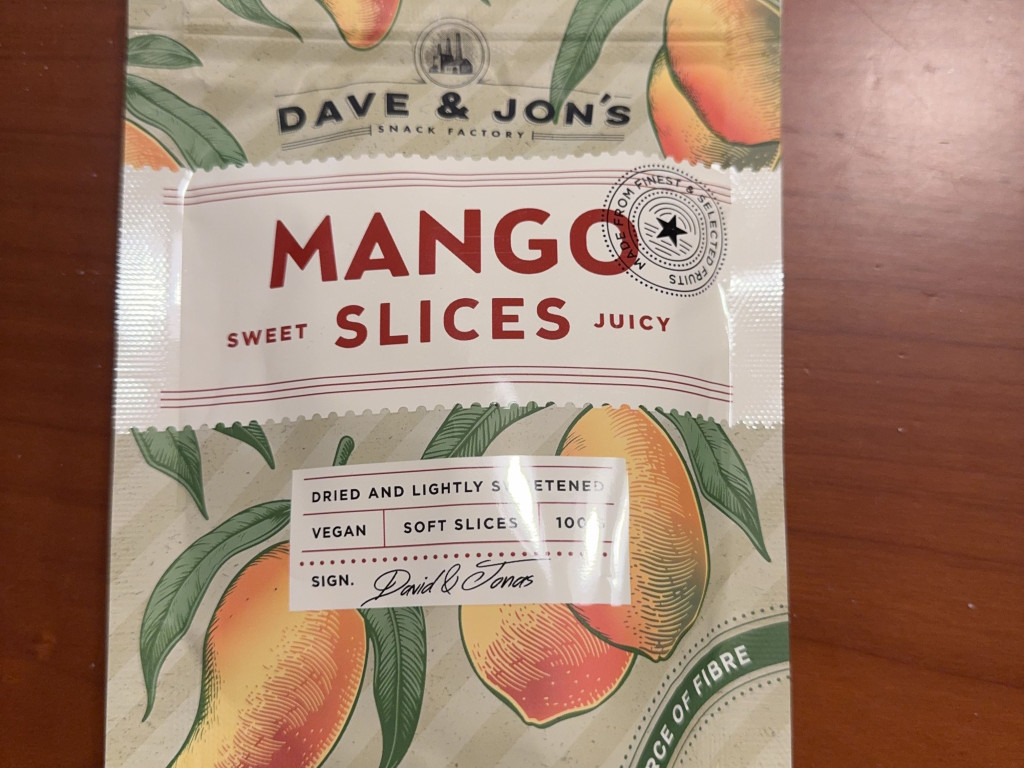 DAVE & JON'S
SNACK FACTORY
MADE FROM FINEST & SELECTED FRUITS
MANGO
SWEET SLICES JUICY
DRIED AND LIGHTLY SWEETENED
VEGAN SOFT SLICES 100%
SIGN. David & Jonas
RCE OF FIBRE